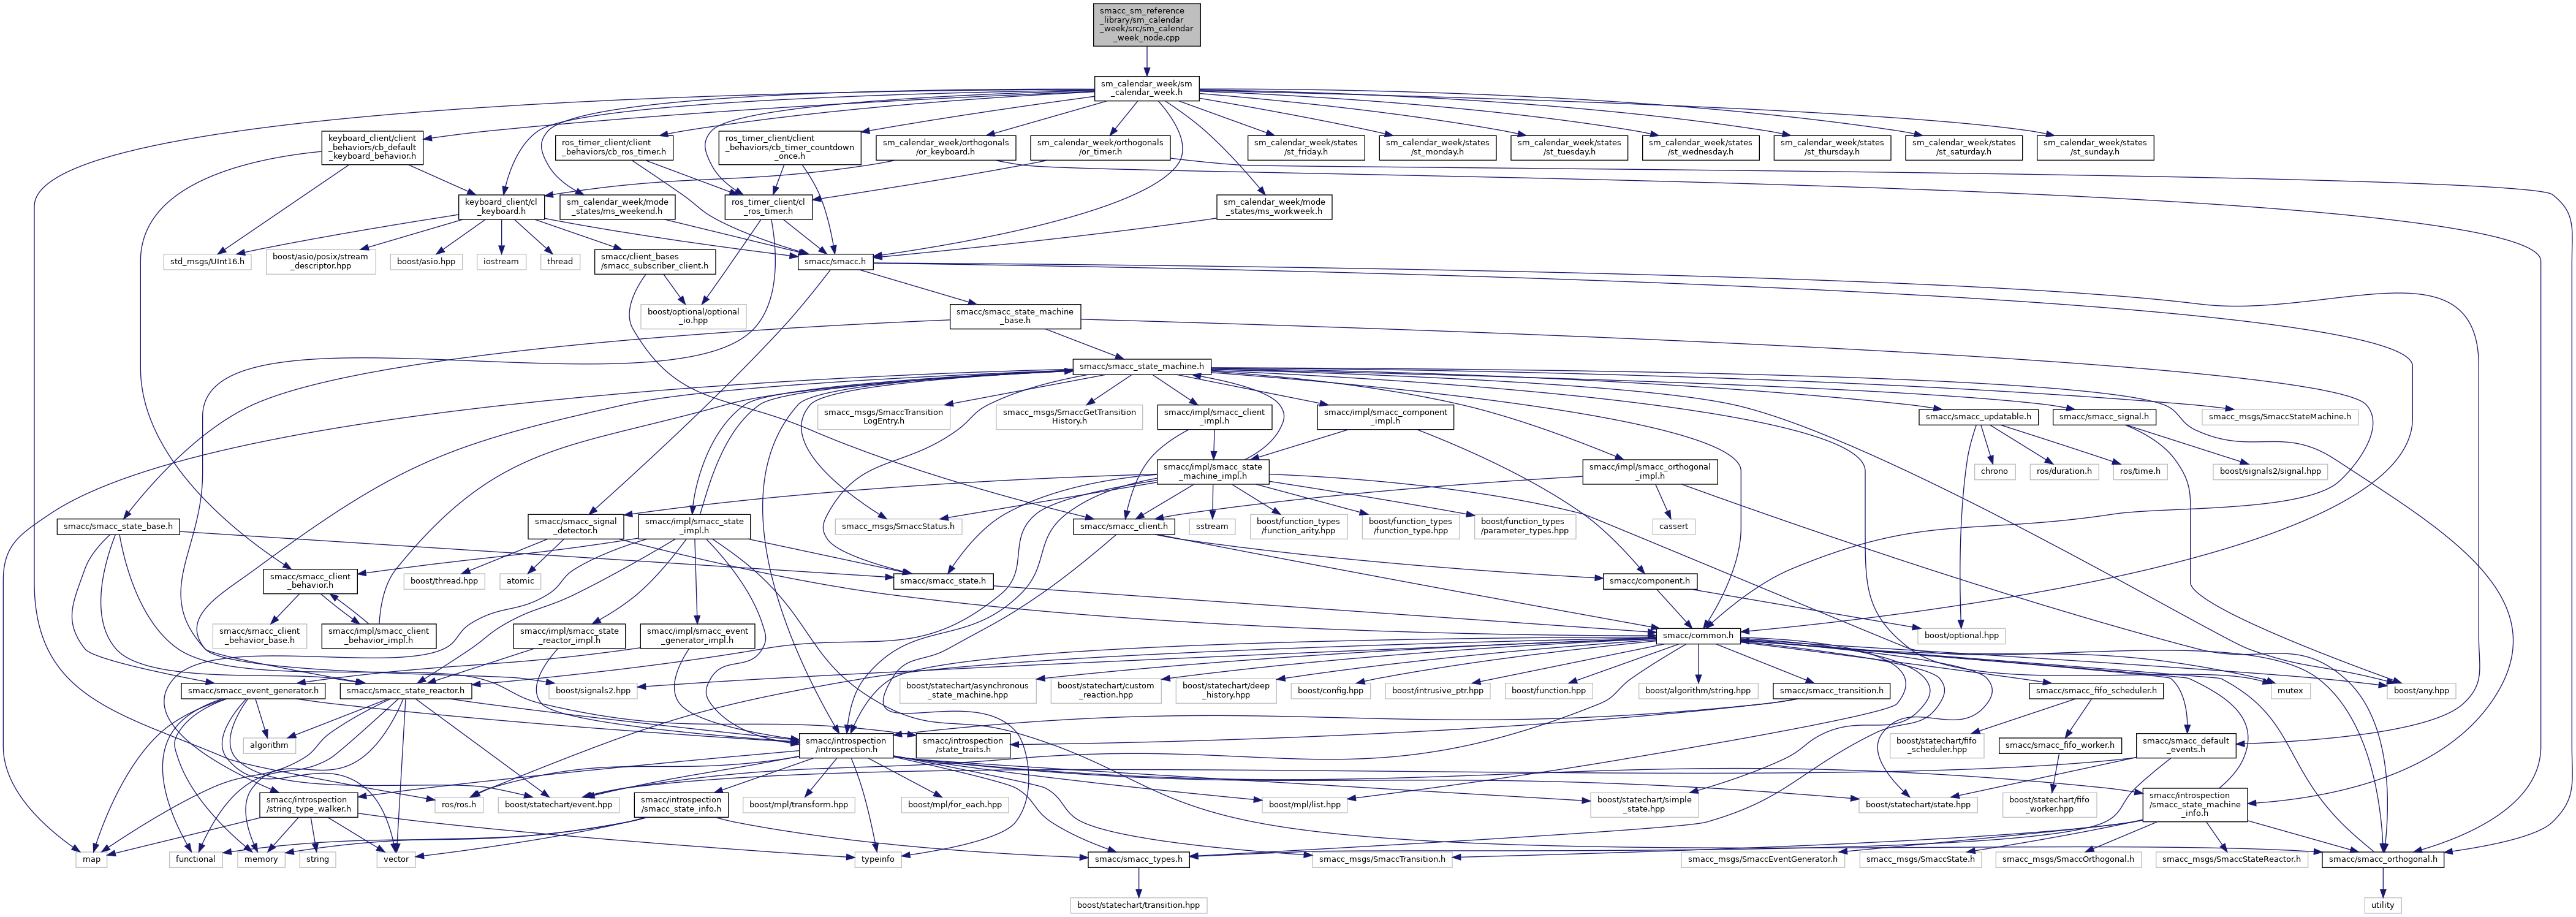 smacc_sm_reference
_library/sm_calendar
_week/src/sm_calendar
_week_node.cpp
sm_calendar_week/sm
_calendar_week.h
keyboard_client/client
_behaviors/cb_default
_keyboard_behavior.h
ros_timer_client/client
_behaviors/cb_ros_timer.h
ros_timer_client/client
_behaviors/cb_timer_countdown
_once.h
sm_calendar_week/orthogonals
/or_keyboard.h
sm_calendar_week/orthogonals
/or_timer.h
sm_calendar_week/states
/st_friday.h
sm_calendar_week/states
/st_monday.h
sm_calendar_week/states
/st_tuesday.h
sm_calendar_week/states
/st_wednesday.h
sm_calendar_week/states
/st_thursday.h
sm_calendar_week/states
/st_saturday.h
sm_calendar_week/states
/st_sunday.h
keyboard_client/cl
_keyboard.h
sm_calendar_week/mode
_states/ms_weekend.h
ros_timer_client/cl
_ros_timer.h
sm_calendar_week/mode
_states/ms_workweek.h
std_msgs/UInt16.h
boost/asio/posix/stream
_descriptor.hpp
boost/asio.hpp
iostream
thread
smacc/client_bases
/smacc_subscriber_client.h
smacc/smacc.h
boost/optional/optional
_io.hpp
smacc/smacc_state_machine
_base.h
smacc/smacc_state_machine.h
smacc_msgs/SmaccTransition
LogEntry.h
smacc_msgs/SmaccGetTransition
History.h
smacc/impl/smacc_client
_impl.h
smacc/impl/smacc_component
_impl.h
smacc/smacc_updatable.h
smacc/smacc_signal.h
smacc_msgs/SmaccStateMachine.h
smacc/impl/smacc_state
_machine_impl.h
smacc/impl/smacc_orthogonal
_impl.h
chrono
ros/duration.h
ros/time.h
boost/signals2/signal.hpp
smacc/smacc_state_base.h
smacc/smacc_signal
_detector.h
smacc/impl/smacc_state
_impl.h
smacc_msgs/SmaccStatus.h
smacc/smacc_client.h
sstream
boost/function_types
/function_arity.hpp
boost/function_types
/function_type.hpp
boost/function_types
/parameter_types.hpp
cassert
smacc/smacc_client
_behavior.h
boost/thread.hpp
atomic
smacc/smacc_state.h
smacc/component.h
smacc/smacc_client
_behavior_base.h
smacc/impl/smacc_client
_behavior_impl.h
smacc/impl/smacc_state
_reactor_impl.h
smacc/impl/smacc_event
_generator_impl.h
smacc/common.h
boost/optional.hpp
smacc/smacc_event_generator.h
smacc/smacc_state_reactor.h
boost/signals2.hpp
boost/statechart/asynchronous
_state_machine.hpp
boost/statechart/custom
_reaction.hpp
boost/statechart/deep
_history.hpp
boost/config.hpp
boost/intrusive_ptr.hpp
boost/function.hpp
boost/algorithm/string.hpp
smacc/smacc_transition.h
smacc/smacc_fifo_scheduler.h
mutex
boost/any.hpp
algorithm
smacc/introspection
/introspection.h
smacc/introspection
/state_traits.h
boost/statechart/fifo
_scheduler.hpp
smacc/smacc_fifo_worker.h
smacc/smacc_default
_events.h
smacc/introspection
/string_type_walker.h
ros/ros.h
boost/statechart/event.hpp
smacc/introspection
/smacc_state_info.h
boost/mpl/transform.hpp
boost/mpl/for_each.hpp
boost/mpl/list.hpp
boost/statechart/simple
_state.hpp
boost/statechart/state.hpp
boost/statechart/fifo
_worker.hpp
smacc/introspection
/smacc_state_machine
_info.h
map
functional
memory
string
vector
typeinfo
smacc/smacc_types.h
smacc_msgs/SmaccTransition.h
smacc_msgs/SmaccEventGenerator.h
smacc_msgs/SmaccState.h
smacc_msgs/SmaccOrthogonal.h
smacc_msgs/SmaccStateReactor.h
smacc/smacc_orthogonal.h
boost/statechart/transition.hpp
utility